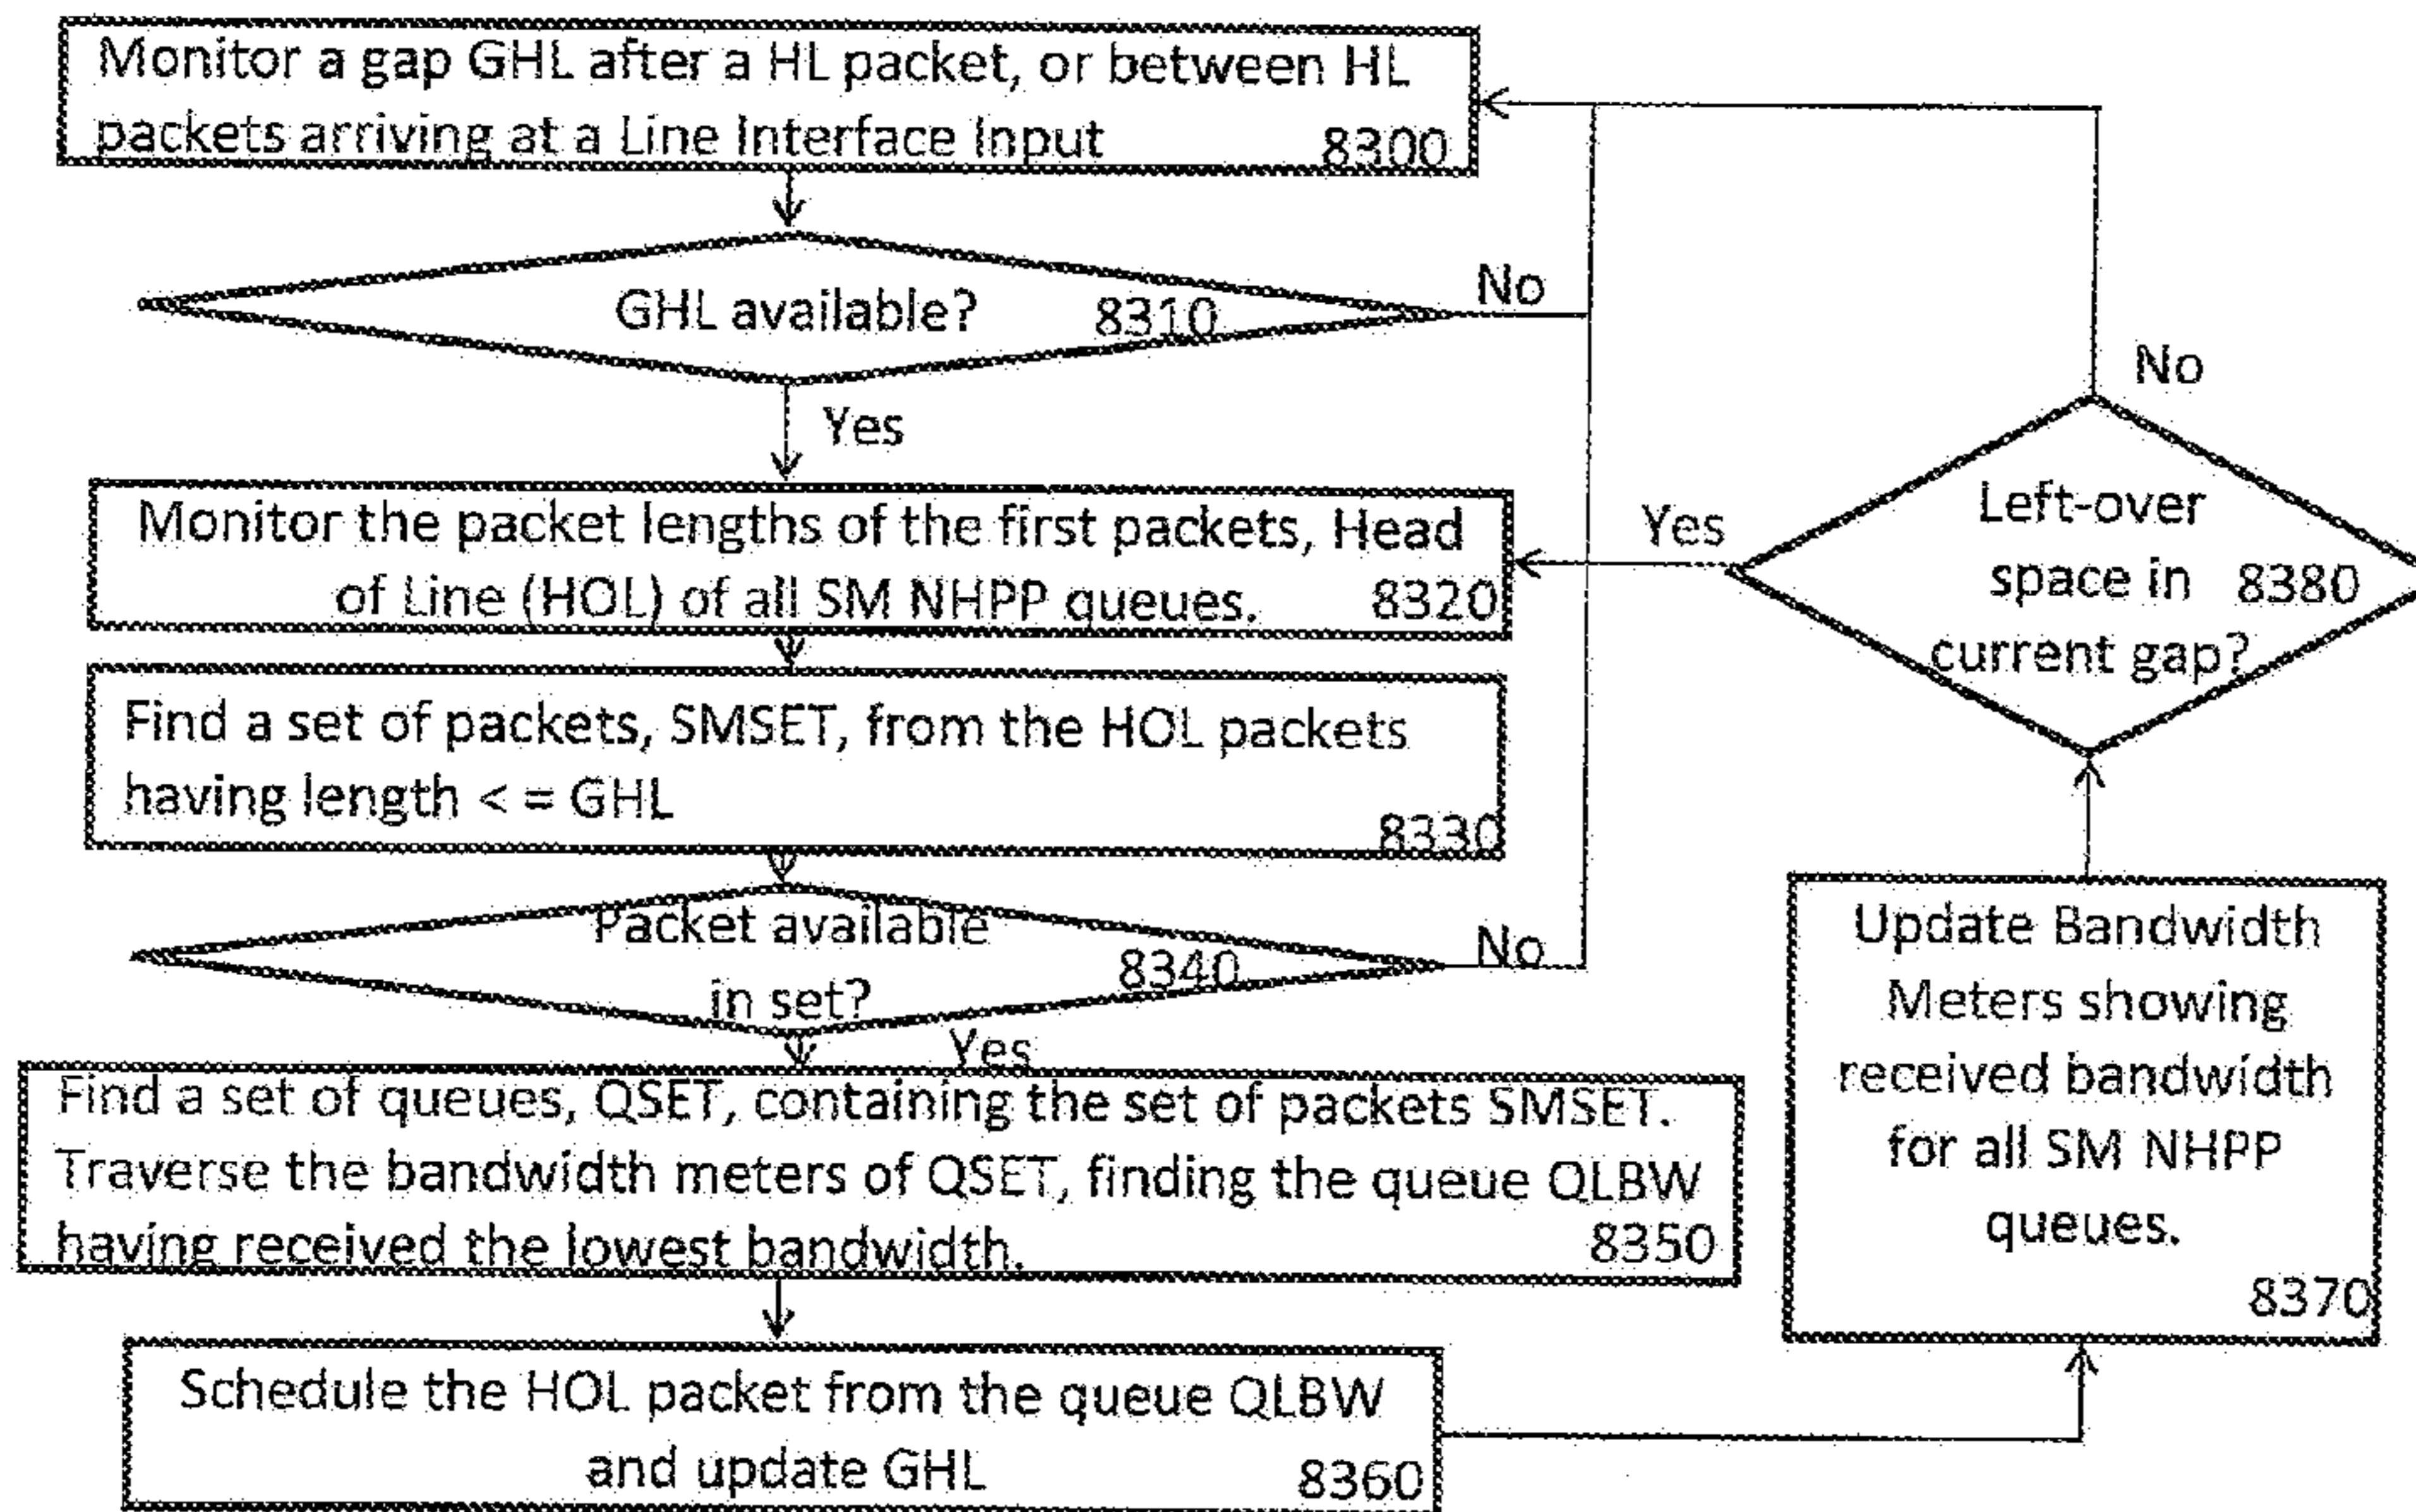 Monitor a gap GHL after a HL packet, or between HL
packets arriving at a Line Interface Input 8300
GHL available? 8310
No
Yes
Monitor the packet lengths of the first packets, Head
of Line (HOL) of all SM NHPP queues. 8320
Find a set of packets, SMSET, from the HOL packets
having length < = GHL
8330
Packet available
in set? 8340
No
Yes
Find a set of queues, QSET, containing the set of packets SMSET.
Traverse the bandwidth meters of QSET, finding the queue QLBW
having received the lowest bandwidth. 8350
Schedule the HOL packet from the queue QLBW
and update GHL 8360
Update Bandwidth
Meters showing
received bandwidth
for all SM NHPP
queues.
8370
Left-over
space in 8380
current gap?
Yes
No